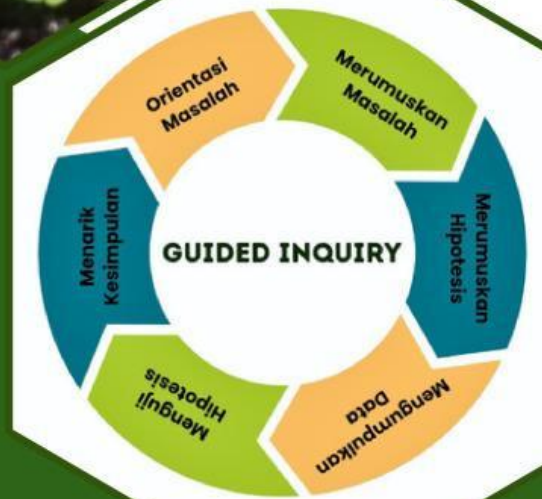 Orientasi
Masalah
Merumuskan
Masalah
Merumuskan
Hipotesis
Mengumpulkan
Data
Menguji
Hipotesis
Menarik
Kesimpulan
GUIDED INQUIRY